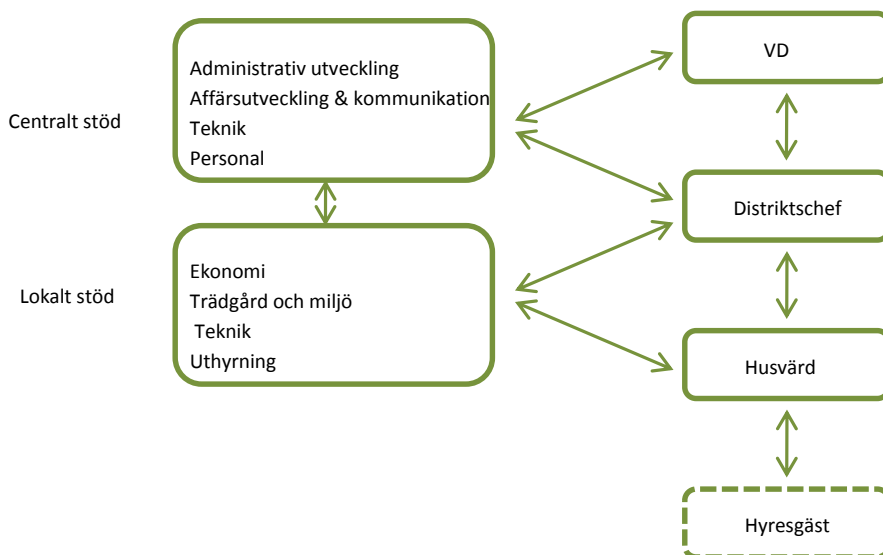 Centralt stöd
Administrativ utveckling
Affärsutveckling & kommunikation
Teknik
Personal
Lokalt stöd
Ekonomi
Trädgård och miljö
Teknik
Uthyrning
VD
Distriktschef
Husvärd
Hyresgäst